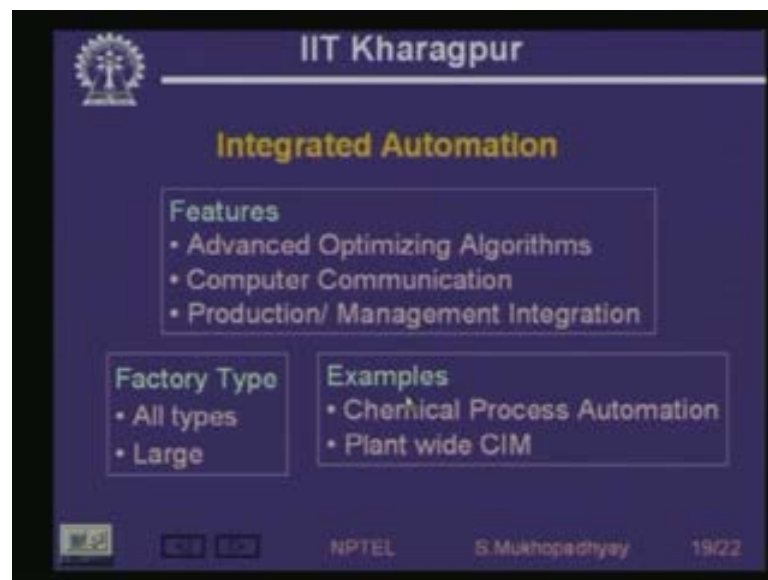 IIT Kharagpur
Integrated Automation
Features
• Advanced Optimizing Algorithms
• Computer Communication
• Production/ Management Integration
Factory Type
• All types
• Large
Examples
• Chemical Process Automation
• Plant wide CIM
NPTEL S.Mukhopadhyay 19/22